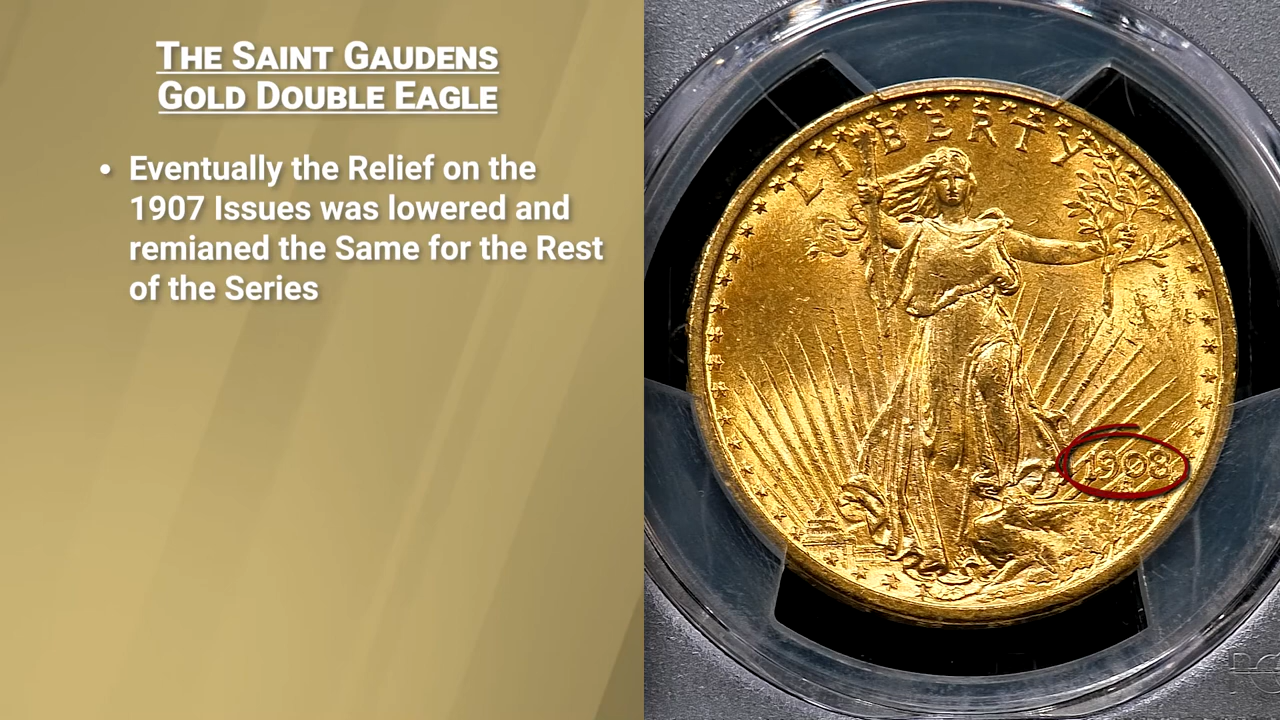 THE SAINT GAUDENS
GOLD DOUBLE EAGLE
• Eventually the Relief on the
1907 Issues was lowered and
remianed the Same for the Rest
of the Series
LIBERTY
1908